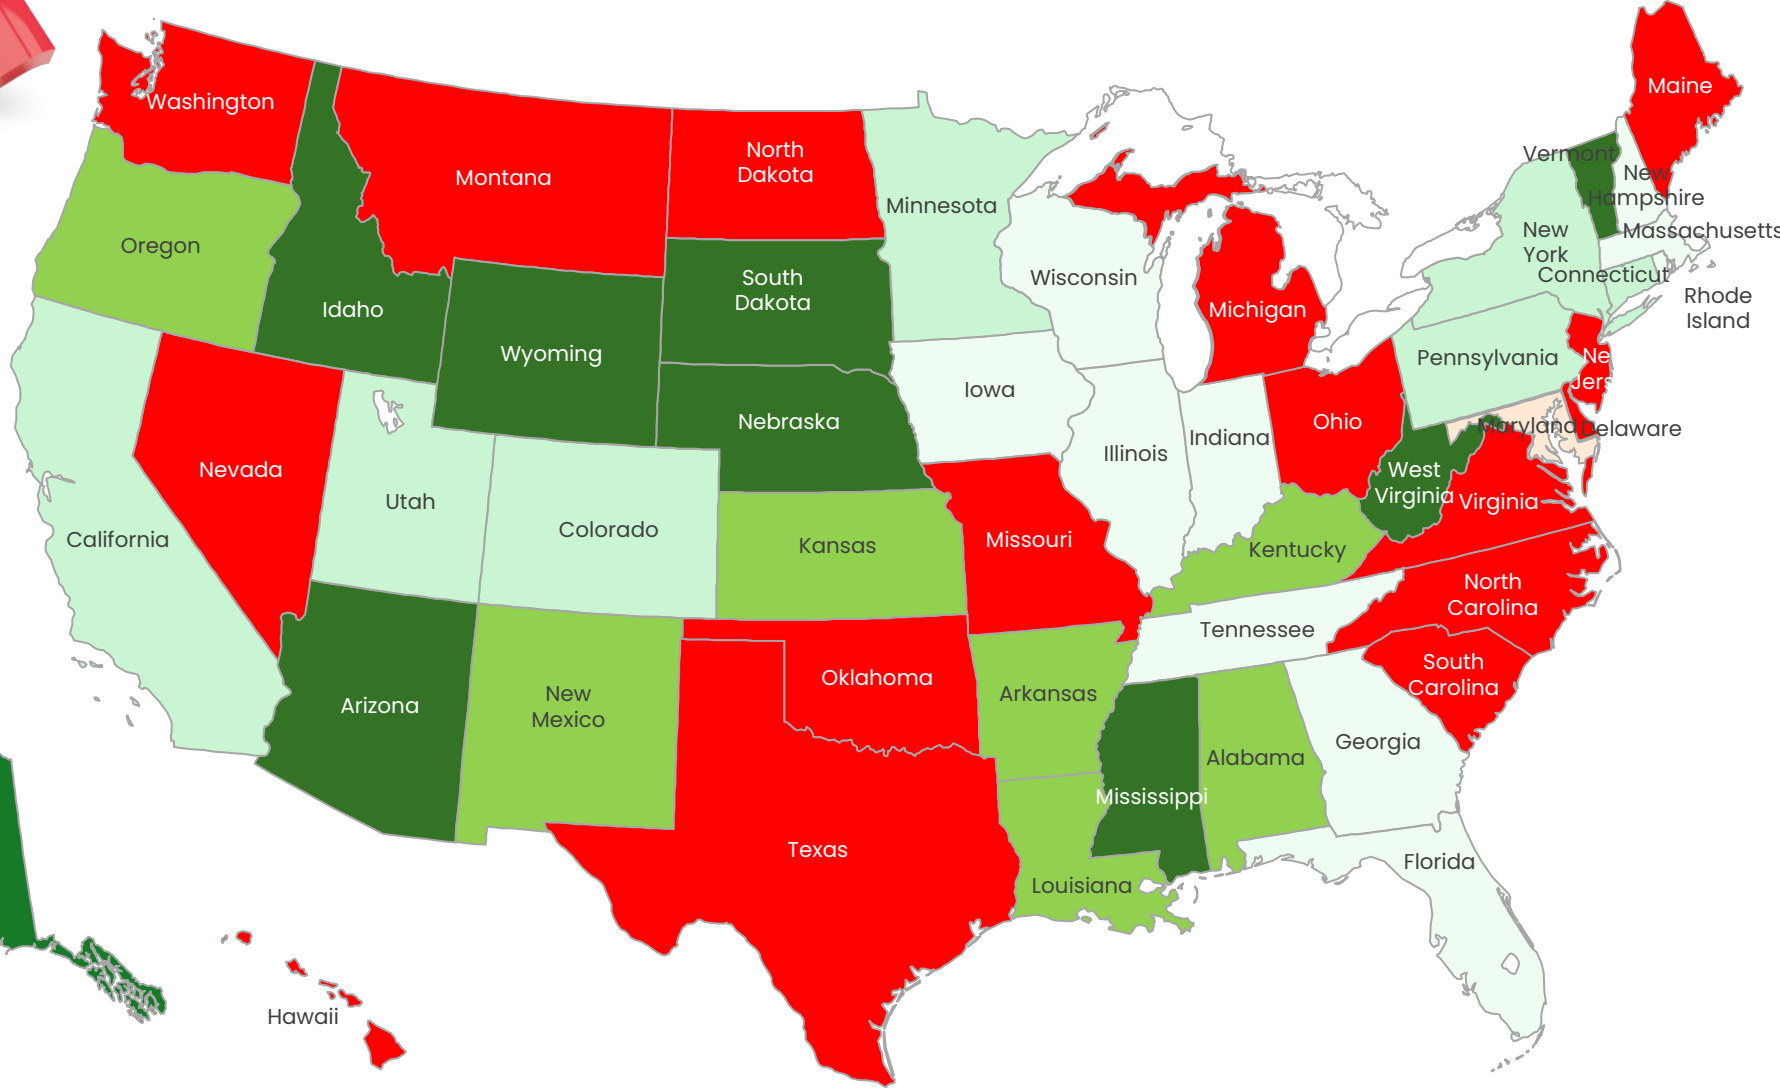 Maine
Washington
Vermont
North
Dakota
Montana
New
Hampshire
Minnesota
Massachusetts
New
York
Oregon
Connecticut
Wisconsin
South
Dakota
Rhode
Island
Idaho
Michigan
Wyoming
Pennsylvania
Ne
Jers
Iowa
Nebraska
Ohio
Maryland
Delaware
Indiana
Illinois
Nevada
West
Virginia
Utah
Virginia
Colorado
California
Missouri
Kansas
Kentucky
North
Carolina
Tennessee
South
Carolina
Oklahoma
Arkansas
New
Mexico
Arizona
Georgia
Alabama
Mississippi
Texas
Florida
Louisiana
Hawaii